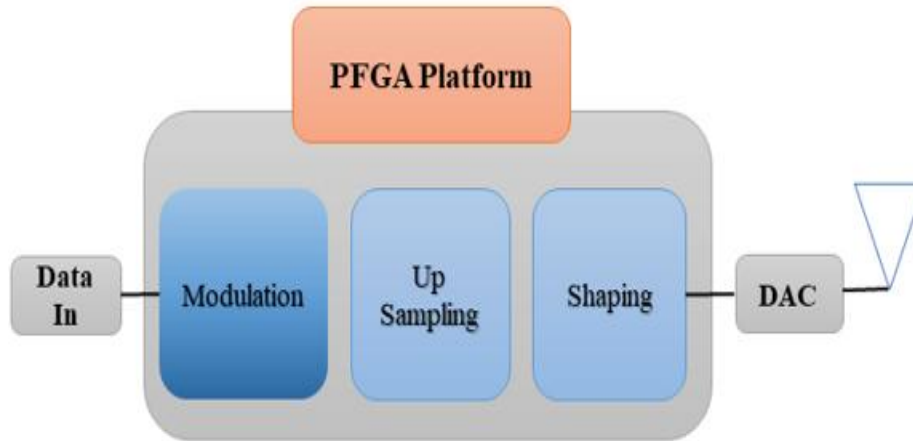 PFGA Platform
Data
In
Modulation
Up
Sampling
Shaping
DAC